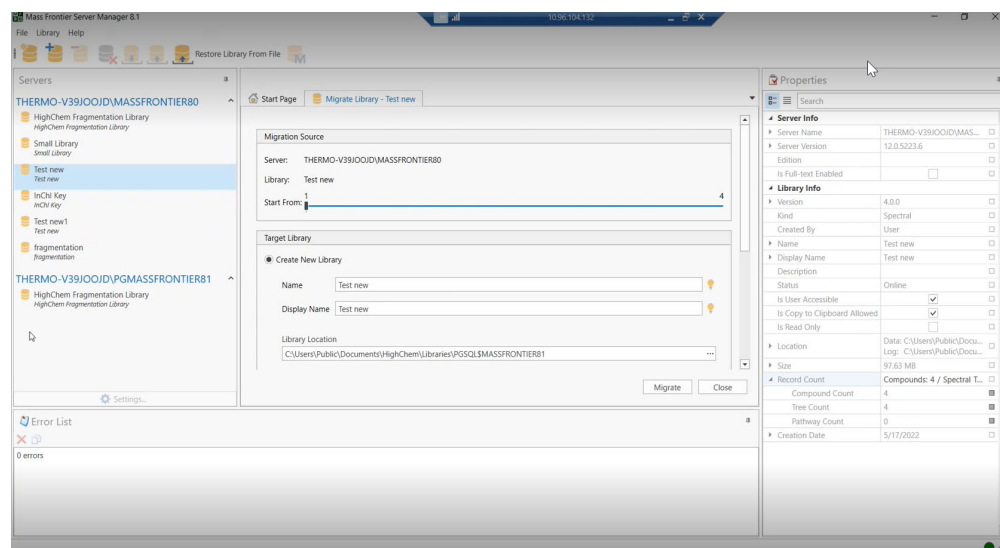 Mass Frontier Server Manager 8.1
10.96.104.132
File Library Help
Restore Library From File
Servers
THERMO-V39JOOJD\MASSFRONTIER80
HighChem Fragmentation Library
HighChem Fragmentation Library
Small Library
Small Library
Test new
Test new
InChI Key
InChI Key
Test new1
Test new
fragmentation
fragmentation
THERMO-V39JOOJD\PGMASSFRONTIER81
HighChem Fragmentation Library
HighChem Fragmentation Library
Settings...
Start Page
Migrate Library - Test new
Migration Source
Server: THERMO-V39JOOJD\MASSFRONTIER80
Library: Test new
Start From: 1 4
Target Library
Create New Library
Name Test new
Display Name Test new
Library Location
C:\Users\Public\Documents\HighChem\Libraries\PGSQL$MASSFRONTIER81 ...
Migrate Close
Properties
Search
Server Info
Server Name THERMO-V39JOOJD\MAS...
Server Version 12.0.5223.6
Edition
Is Full-text Enabled
Library Info
Version 4.0.0
Kind Spectral
Created By User
Name Test new
Display Name Test new
Description
Status Online
Is User Accessible
Is Copy to Clipboard Allowed
Is Read Only
Location Data: C:\Users\Public\Docu...
Log: C:\Users\Public\Docu...
Size 97.63 MB
Record Count Compounds: 4 / Spectral T...
Compound Count 4
Tree Count 4
Pathway Count 0
Creation Date 5/17/2022
Error List
0 errors